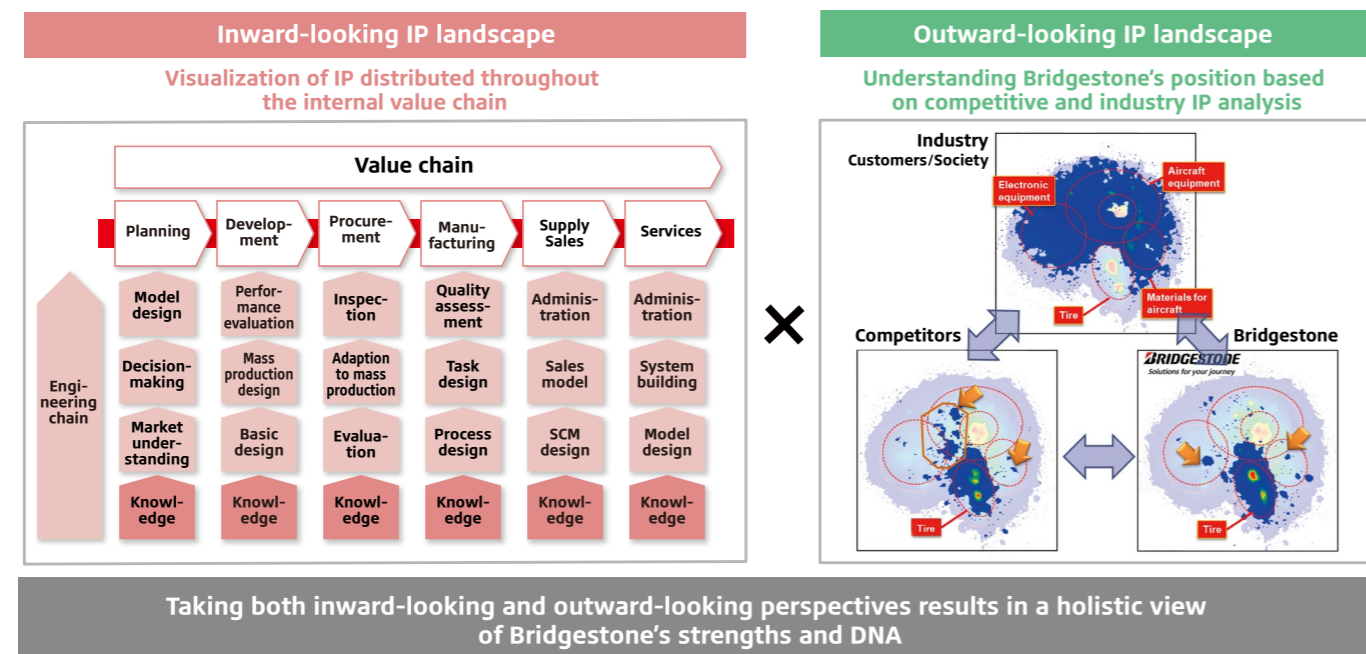 Inward-looking IP landscape
Visualization of IP distributed throughout
the internal value chain
Value chain
Planning
Develop-
ment
Procure-
ment
Manu-
facturing
Supply
Sales
Services
Engi-
neering
chain
Model
design
Perfor-
mance
evaluation
Inspec-
tion
Quality
assess-
ment
Adminis-
tration
Adminis-
tration
Decision-
making
Mass
production
design
Adaption
to mass
production
Task
design
Sales
model
System
building
Market
under-
standing
Basic
design
Evalua-
tion
Process
design
SCM
design
Model
design
Knowl-
edge
Knowl-
edge
Knowl-
edge
Knowl-
edge
Knowl-
edge
Knowl-
edge
×
Outward-looking IP landscape
Understanding Bridgestone's position based
on competitive and industry IP analysis
Industry
Customers/Society
Electronic
equipment
Aircraft
equipment
Tire
Materials for
aircraft
Competitors
Tire
Bridgestone
BRIDGESTONE
Solutions for your journey
Tire
Taking both inward-looking and outward-looking perspectives results in a holistic view
of Bridgestone's strengths and DNA